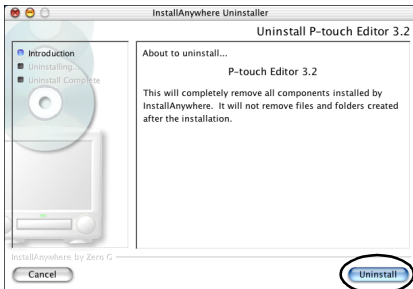 InstallAnywhere Uninstaller
Uninstall P-touch Editor 3.2
Introduction
Uninstalling...
Uninstall Complete
About to uninstall...
P-touch Editor 3.2
This will completely remove all components installed by
InstallAnywhere. It will not remove files and folders created
after the installation.
InstallAnywhere by Zero G
Cancel
Uninstall